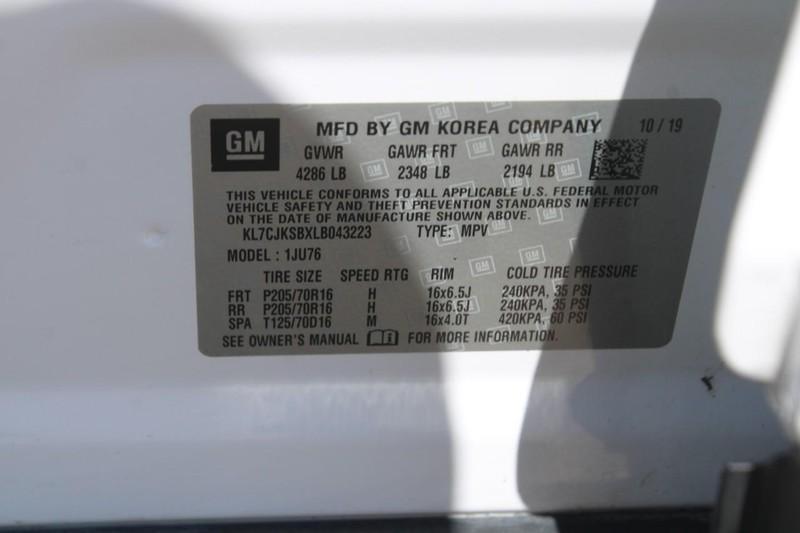 GM MFD BY GM KOREA COMPANY 10 / 19
GVWR GAWR FRT GAWR RR
4286 LB 2348 LB 2194 LB
THIS VEHICLE CONFORMS TO ALL APPLICABLE U.S. FEDERAL MOTOR
VEHICLE SAFETY AND THEFT PREVENTION STANDARDS IN EFFECT
ON THE DATE OF MANUFACTURE SHOWN ABOVE.
KL7CJKSBXLB043223 TYPE: MPV
MODEL : 1JU76
TIRE SIZE SPEED RTG RIM COLD TIRE PRESSURE
FRT P205/70R16 H 16x6.5J 240KPA, 35 PSI
RR P205/70R16 H 16x6.5J 240KPA, 35 PSI
SPA T125/70D16 M 16x4.0T 420KPA, 60 PSI
SEE OWNER'S MANUAL FOR MORE INFORMATION.